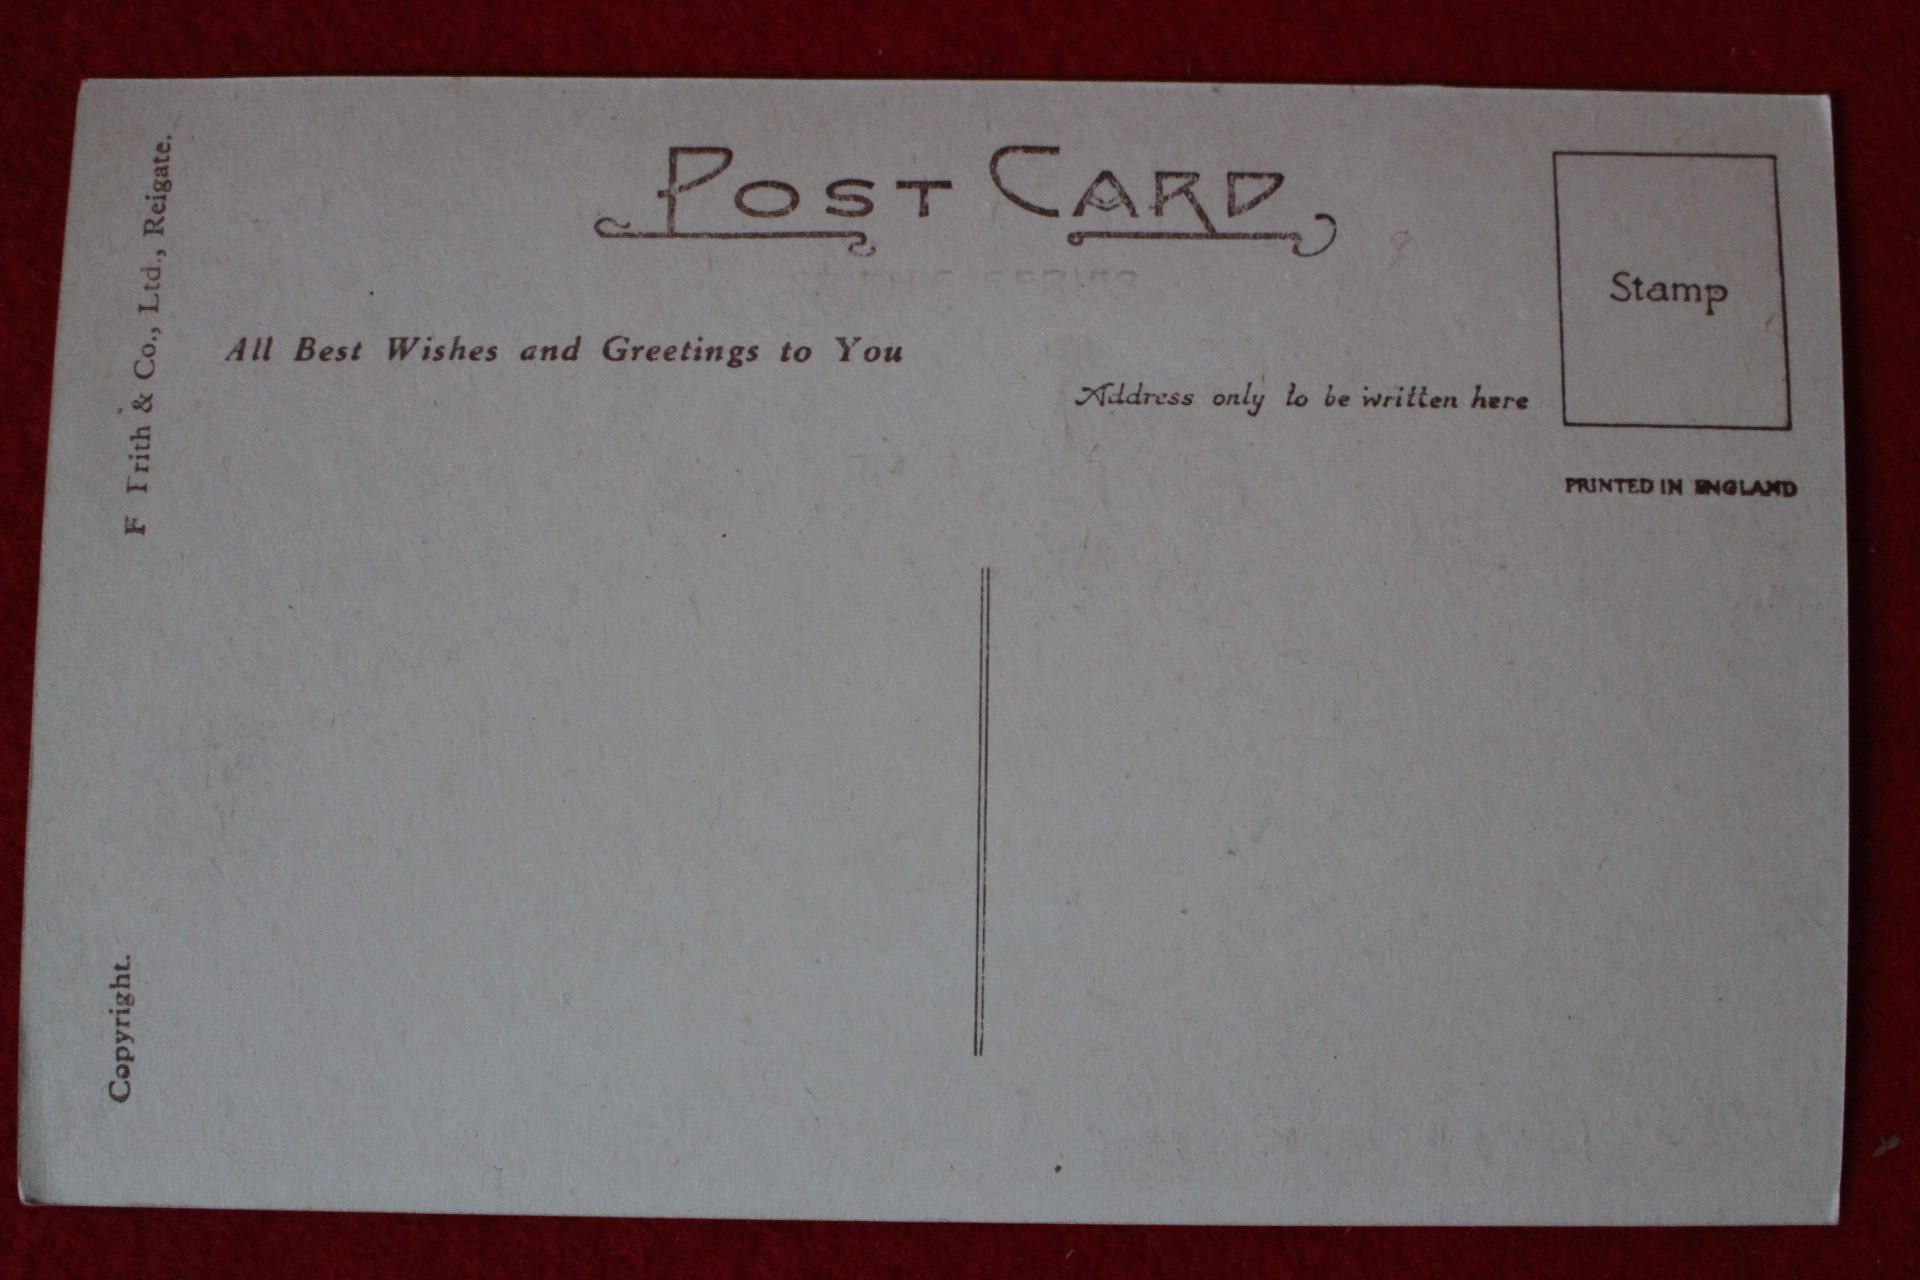 POST CARD
All Best Wishes and Greetings to You
Address only to be written here
Stamp
PRINTED IN ENGLAND
F Frith & Co., Ltd., Reigate.
Copyright.